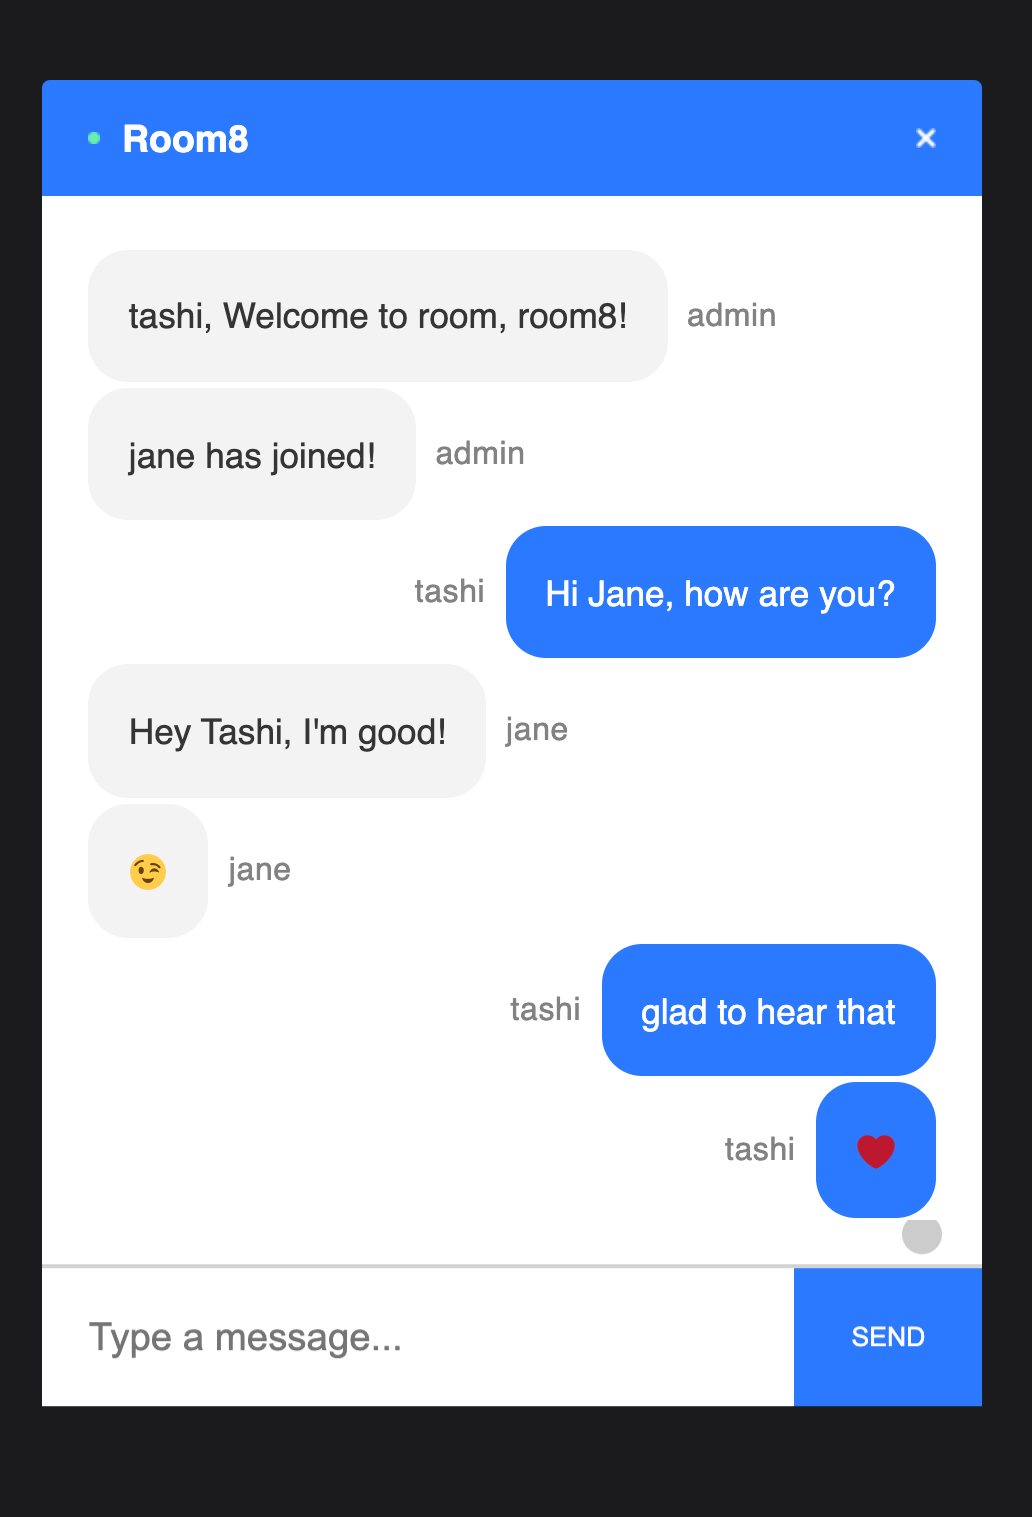 Room8
tashi, Welcome to room, room8! admin
jane has joined! admin
tashi Hi Jane, how are you?
Hey Tashi, I'm good! jane
😉 jane
tashi glad to hear that
tashi ❤️
Type a message... SEND